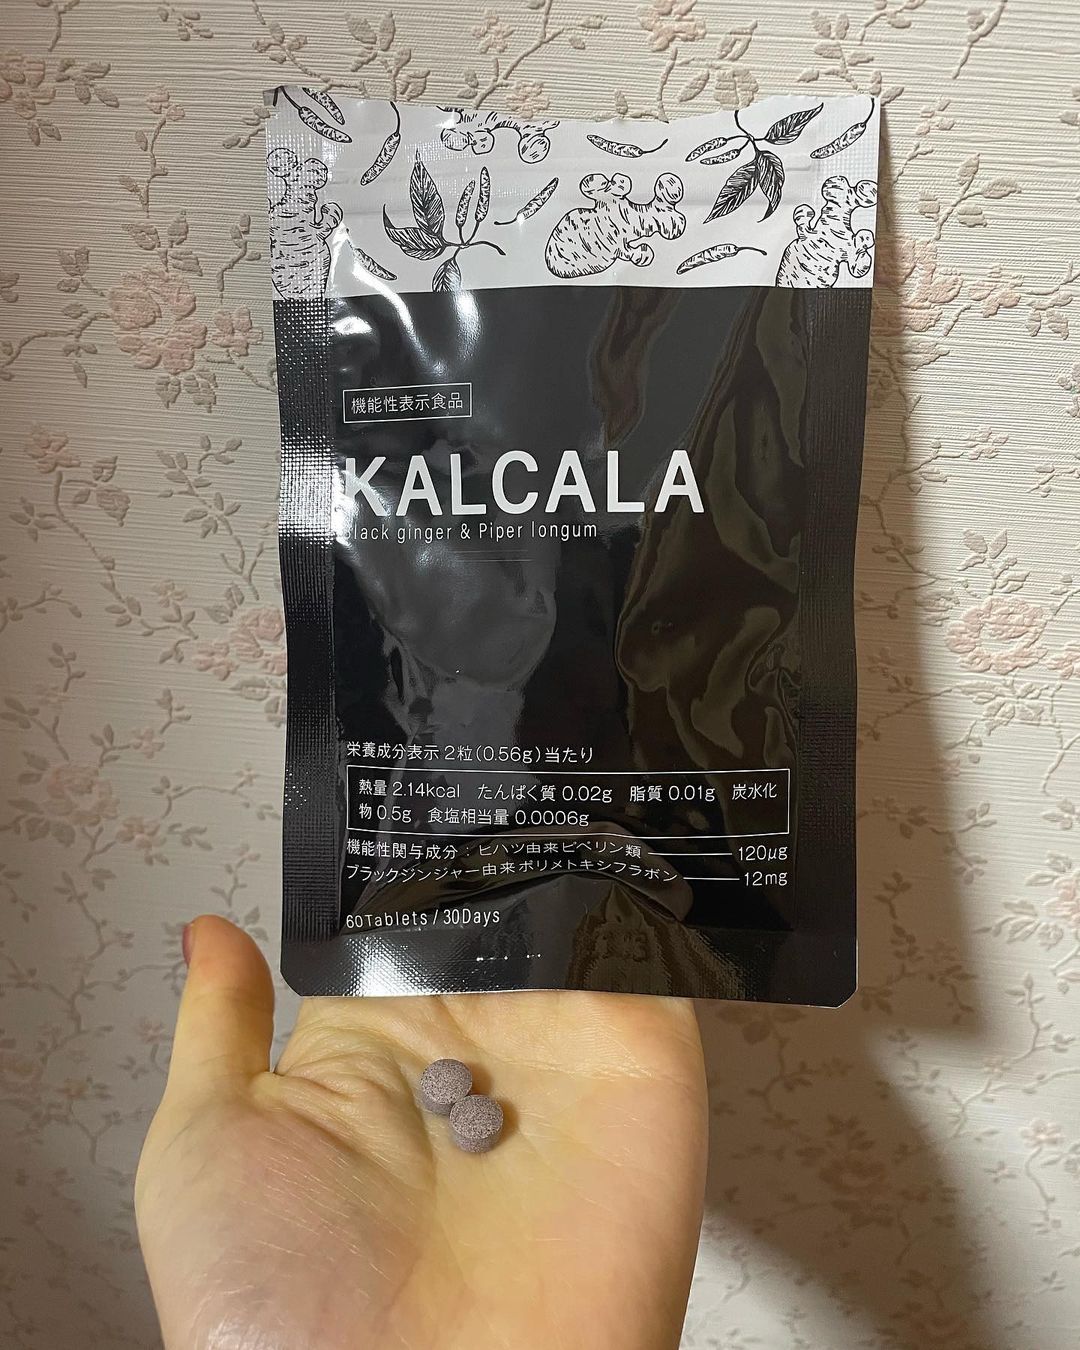 機能性表示食品
KALCALA
Black ginger & Piper longum
栄養成分表示 2粒(0.56g)当たり
熱量 2.14kcal たんぱく質 0.02g 脂質 0.01g 炭水化
物 0.5g 食塩相当量 0.0006g
機能性関与成分:ヒハツ由来ピペリン類 120μg
ブラックジンジャー由来ポリメトキシフラボン 12mg
60Tablets / 30Days